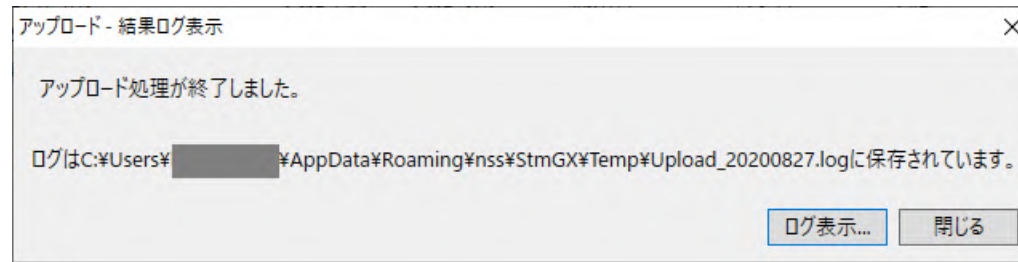 アップロード - 結果ログ表示
アップロード処理が終了しました。
ログはC:¥Users¥ ¥AppData¥Roaming¥nss¥StmGX¥Temp¥Upload_20200827.logに保存されています。
ログ表示... 閉じる